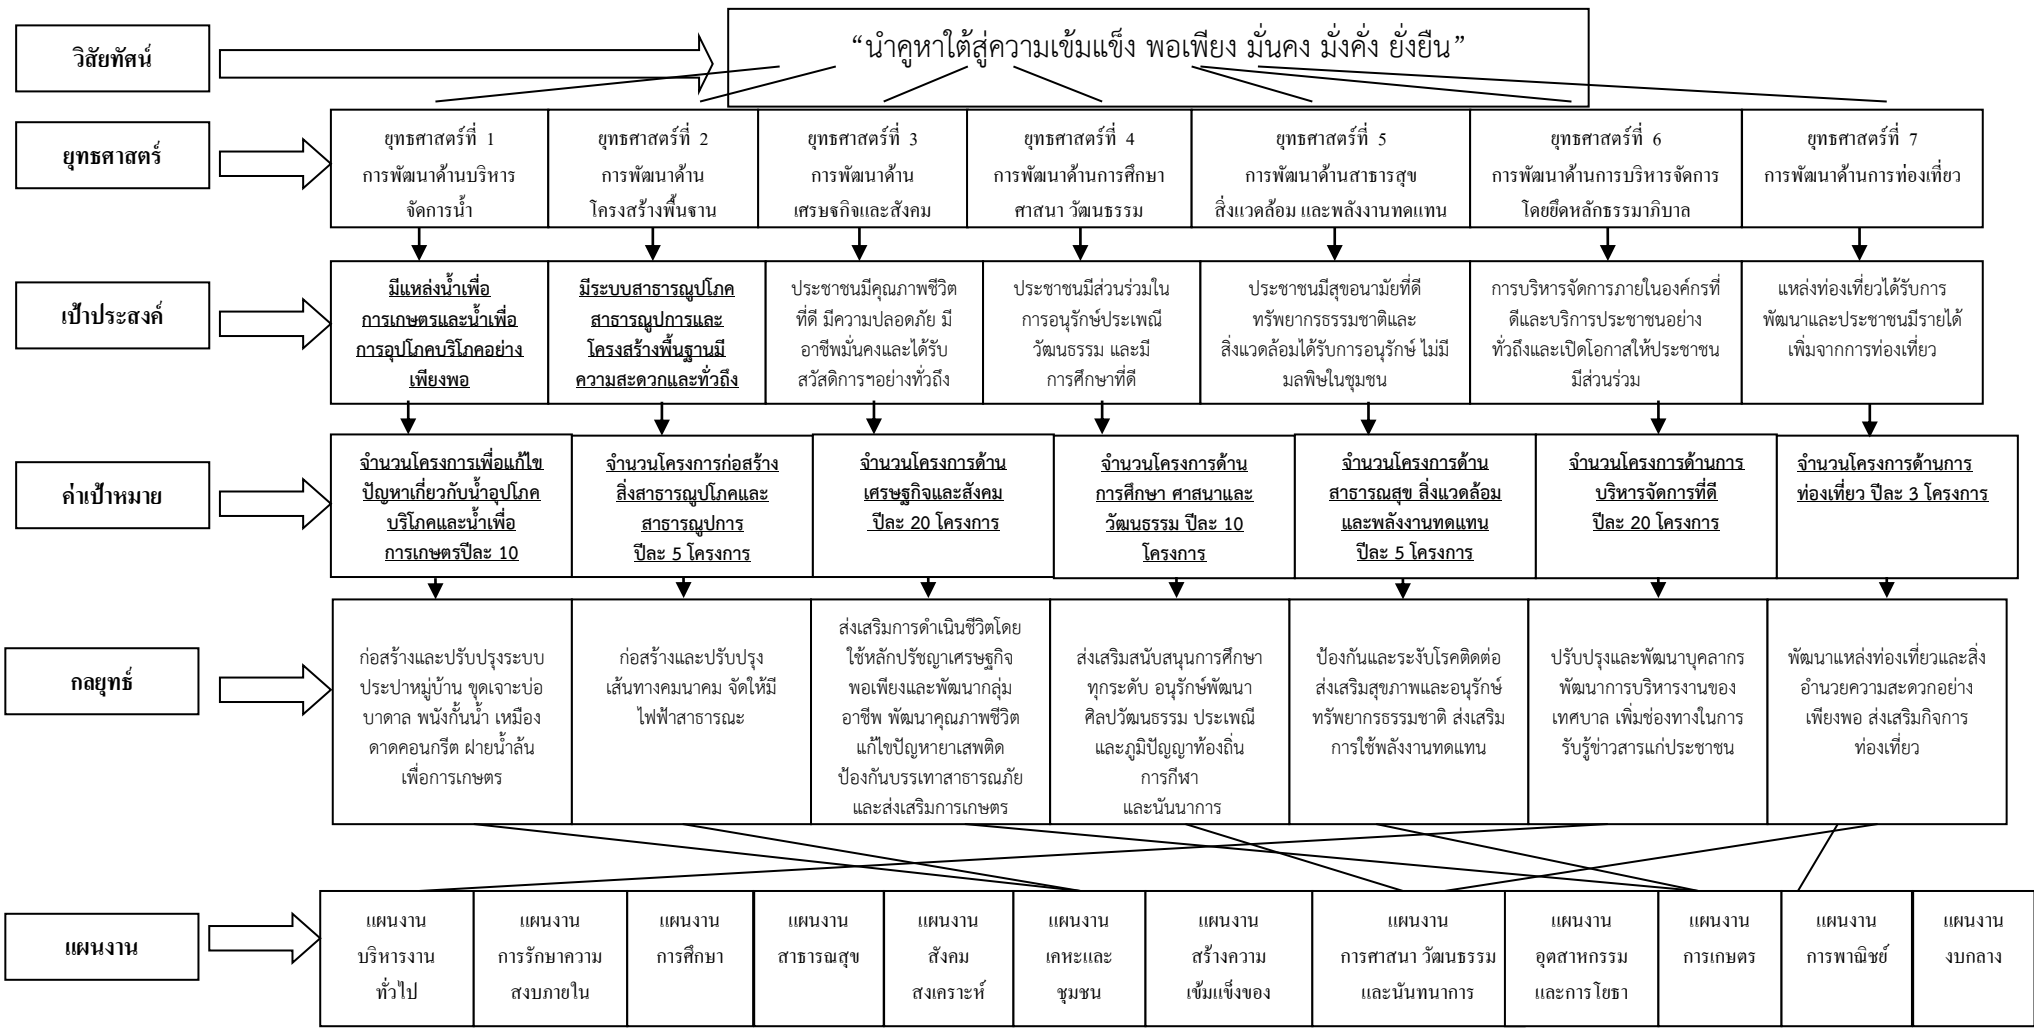 วิสัยทัศน์
“นำคูหาใต้สู่ความเข้มแข็ง พอเพียง มั่นคง มั่งคั่ง ยั่งยืน”
ยุทธศาสตร์
ยุทธศาสตร์ที่ 1
การพัฒนาด้านบริหาร
จัดการน้ำ
ยุทธศาสตร์ที่ 2
การพัฒนาด้าน
โครงสร้างพื้นฐาน
ยุทธศาสตร์ที่ 3
การพัฒนาด้าน
เศรษฐกิจและสังคม
ยุทธศาสตร์ที่ 4
การพัฒนาด้านการศึกษา
ศาสนา วัฒนธรรม
ยุทธศาสตร์ที่ 5
การพัฒนาด้านสาธารสุข
สิ่งแวดล้อม และพลังงานทดแทน
ยุทธศาสตร์ที่ 6
การพัฒนาด้านการบริหารจัดการ
โดยยึดหลักธรรมาภิบาล
ยุทธศาสตร์ที่ 7
การพัฒนาด้านการท่องเที่ยว
เป้าประสงค์
มีแหล่งน้ำเพื่อ
การเกษตรและน้ำเพื่อ
การอุปโภคบริโภคอย่าง
เพียงพอ
มีระบบสาธารณูปโภค
สาธารณูปการและ
โครงสร้างพื้นฐานมี
ความสะดวกและทั่วถึง
ประชาชนมีคุณภาพชีวิต
ที่ดี มีความปลอดภัย มี
อาชีพมั่นคงและได้รับ
สวัสดิการฯอย่างทั่วถึง
ประชาชนมีส่วนร่วมใน
การอนุรักษ์ประเพณี
วัฒนธรรม และมี
การศึกษาที่ดี
ประชาชนมีสุขอนามัยที่ดี
ทรัพยากรธรรมชาติและ
สิ่งแวดล้อมได้รับการอนุรักษ์ ไม่มี
มลพิษในชุมชน
การบริหารจัดการภายในองค์กรที่
ดีและบริการประชาชนอย่าง
ทั่วถึงและเปิดโอกาสให้ประชาชน
มีส่วนร่วม
แหล่งท่องเที่ยวได้รับการ
พัฒนาและประชาชนมีรายได้
เพิ่มจากการท่องเที่ยว
ค่าเป้าหมาย
จำนวนโครงการเพื่อแก้ไข
ปัญหาเกี่ยวกับน้ำอุปโภค
บริโภคและน้ำเพื่อ
การเกษตรปีละ 10
จำนวนโครงการก่อสร้าง
สิ่งสาธารณูปโภคและ
สาธารณูปการ
ปีละ 5 โครงการ
จำนวนโครงการด้าน
เศรษฐกิจและสังคม
ปีละ 20 โครงการ
จำนวนโครงการด้าน
การศึกษา ศาสนาและ
วัฒนธรรม ปีละ 10
โครงการ
จำนวนโครงการด้าน
สาธารณสุข สิ่งแวดล้อม
และพลังงานทดแทน
ปีละ 5 โครงการ
จำนวนโครงการด้านการ
บริหารจัดการที่ดี
ปีละ 20 โครงการ
จำนวนโครงการด้านการ
ท่องเที่ยว ปีละ 3 โครงการ
กลยุทธ์
ก่อสร้างและปรับปรุงระบบ
ประปาหมู่บ้าน ขุดเจาะบ่อ
บาดาล พนังกั้นน้ำ เหมือง
ดาดคอนกรีต ฝายน้ำล้น
เพื่อการเกษตร
ก่อสร้างและปรับปรุง
เส้นทางคมนาคม จัดให้มี
ไฟฟ้าสาธารณะ
ส่งเสริมการดำเนินชีวิตโดย
ใช้หลักปรัชญาเศรษฐกิจ
พอเพียงและพัฒนากลุ่ม
อาชีพ พัฒนาคุณภาพชีวิต
แก้ไขปัญหายาเสพติด
ป้องกันบรรเทาสาธารณภัย
และส่งเสริมการเกษตร
ส่งเสริมสนับสนุนการศึกษา
ทุกระดับ อนุรักษ์พัฒนา
ศิลปวัฒนธรรม ประเพณี
และภูมิปัญญาท้องถิ่น
การกีฬา
และนันนาการ
ป้องกันและระงับโรคติดต่อ
ส่งเสริมสุขภาพและอนุรักษ์
ทรัพยากรธรรมชาติ ส่งเสริม
การใช้พลังงานทดแทน
ปรับปรุงและพัฒนาบุคลากร
พัฒนาการบริหารงานของ
เทศบาล เพิ่มช่องทางในการ
รับรู้ข่าวสารแก่ประชาชน
พัฒนาแหล่งท่องเที่ยวและสิ่ง
อำนวยความสะดวกอย่าง
เพียงพอ ส่งเสริมกิจการ
ท่องเที่ยว
แผนงาน
แผนงาน
บริหารงาน
ทั่วไป
แผนงาน
การรักษาความ
สงบภายใน
แผนงาน
การศึกษา
แผนงาน
สาธารณสุข
แผนงาน
สังคม
สงเคราะห์
แผนงาน
เคหะและ
ชุมชน
แผนงาน
สร้างความ
เข้มแข็งของ
แผนงาน
การศาสนา วัฒนธรรม
และนันทนาการ
แผนงาน
อุตสาหกรรม
และการโยธา
แผนงาน
การเกษตร
แผนงาน
การพาณิชย์
แผนงาน
งบกลาง